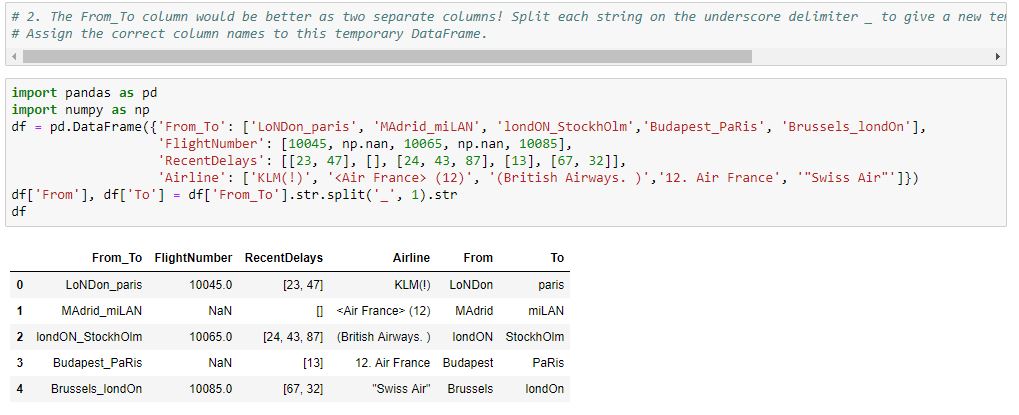 # 2. The From_To column would be better as two separate columns! Split each string on the underscore delimiter _ to give a new
# Assign the correct column names to this temporary DataFrame.
import pandas as pd
import numpy as np
df = pd.DataFrame({'From_To': ['LoNDon_paris', 'MAdrid_miLAN', 'londON_StockhOlm','Budapest_PaRis', 'Brussels_londOn'],
'FlightNumber': [10045, np.nan, 10065, np.nan, 10085],
'RecentDelays': [[23, 47], [], [24, 43, 87], [13], [67, 32]],
'Airline': ['KLM(!)', '<Air France> (12)', '(British Airways. )','12. Air France', '"Swiss Air"']})
df['From'], df['To'] = df['From_To'].str.split('_', 1).str
df
From_To FlightNumber RecentDelays Airline From To
0 LoNDon_paris 10045.0 [23, 47] KLM(!) LoNDon paris
1 MAdrid_miLAN NaN [] <Air France> (12) MAdrid miLAN
2 londON_StockhOlm 10065.0 [24, 43, 87] (British Airways. ) londON StockhOlm
3 Budapest_PaRis NaN [13] 12. Air France Budapest PaRis
4 Brussels_londOn 10085.0 [67, 32] "Swiss Air" Brussels londOn